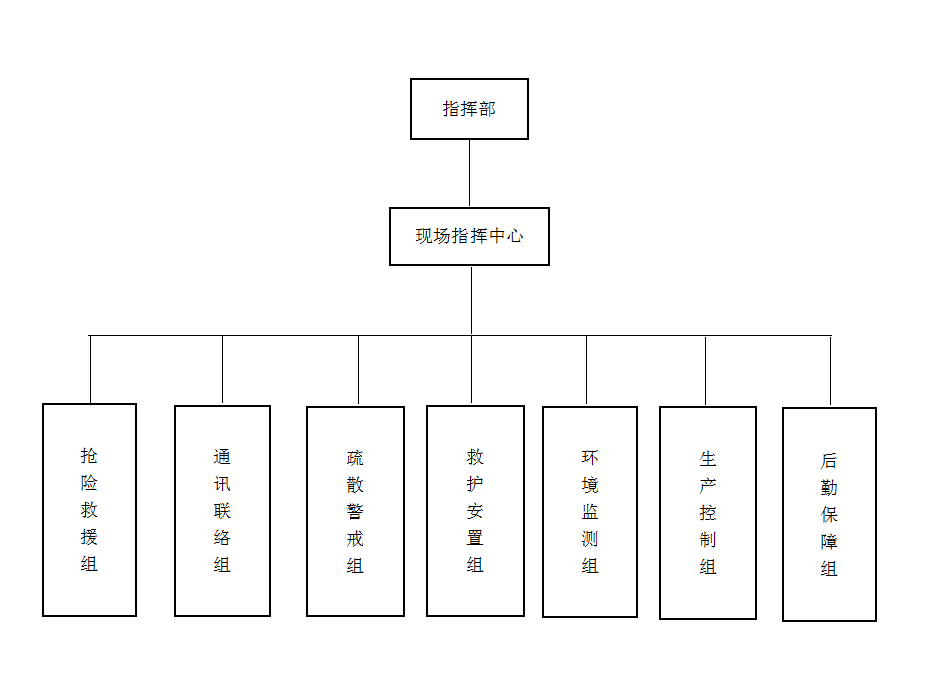 指挥部
现场指挥中心
抢险救援组
通讯联络组
疏散警戒组
救护安置组
环境监测组
生产控制组
后勤保障组